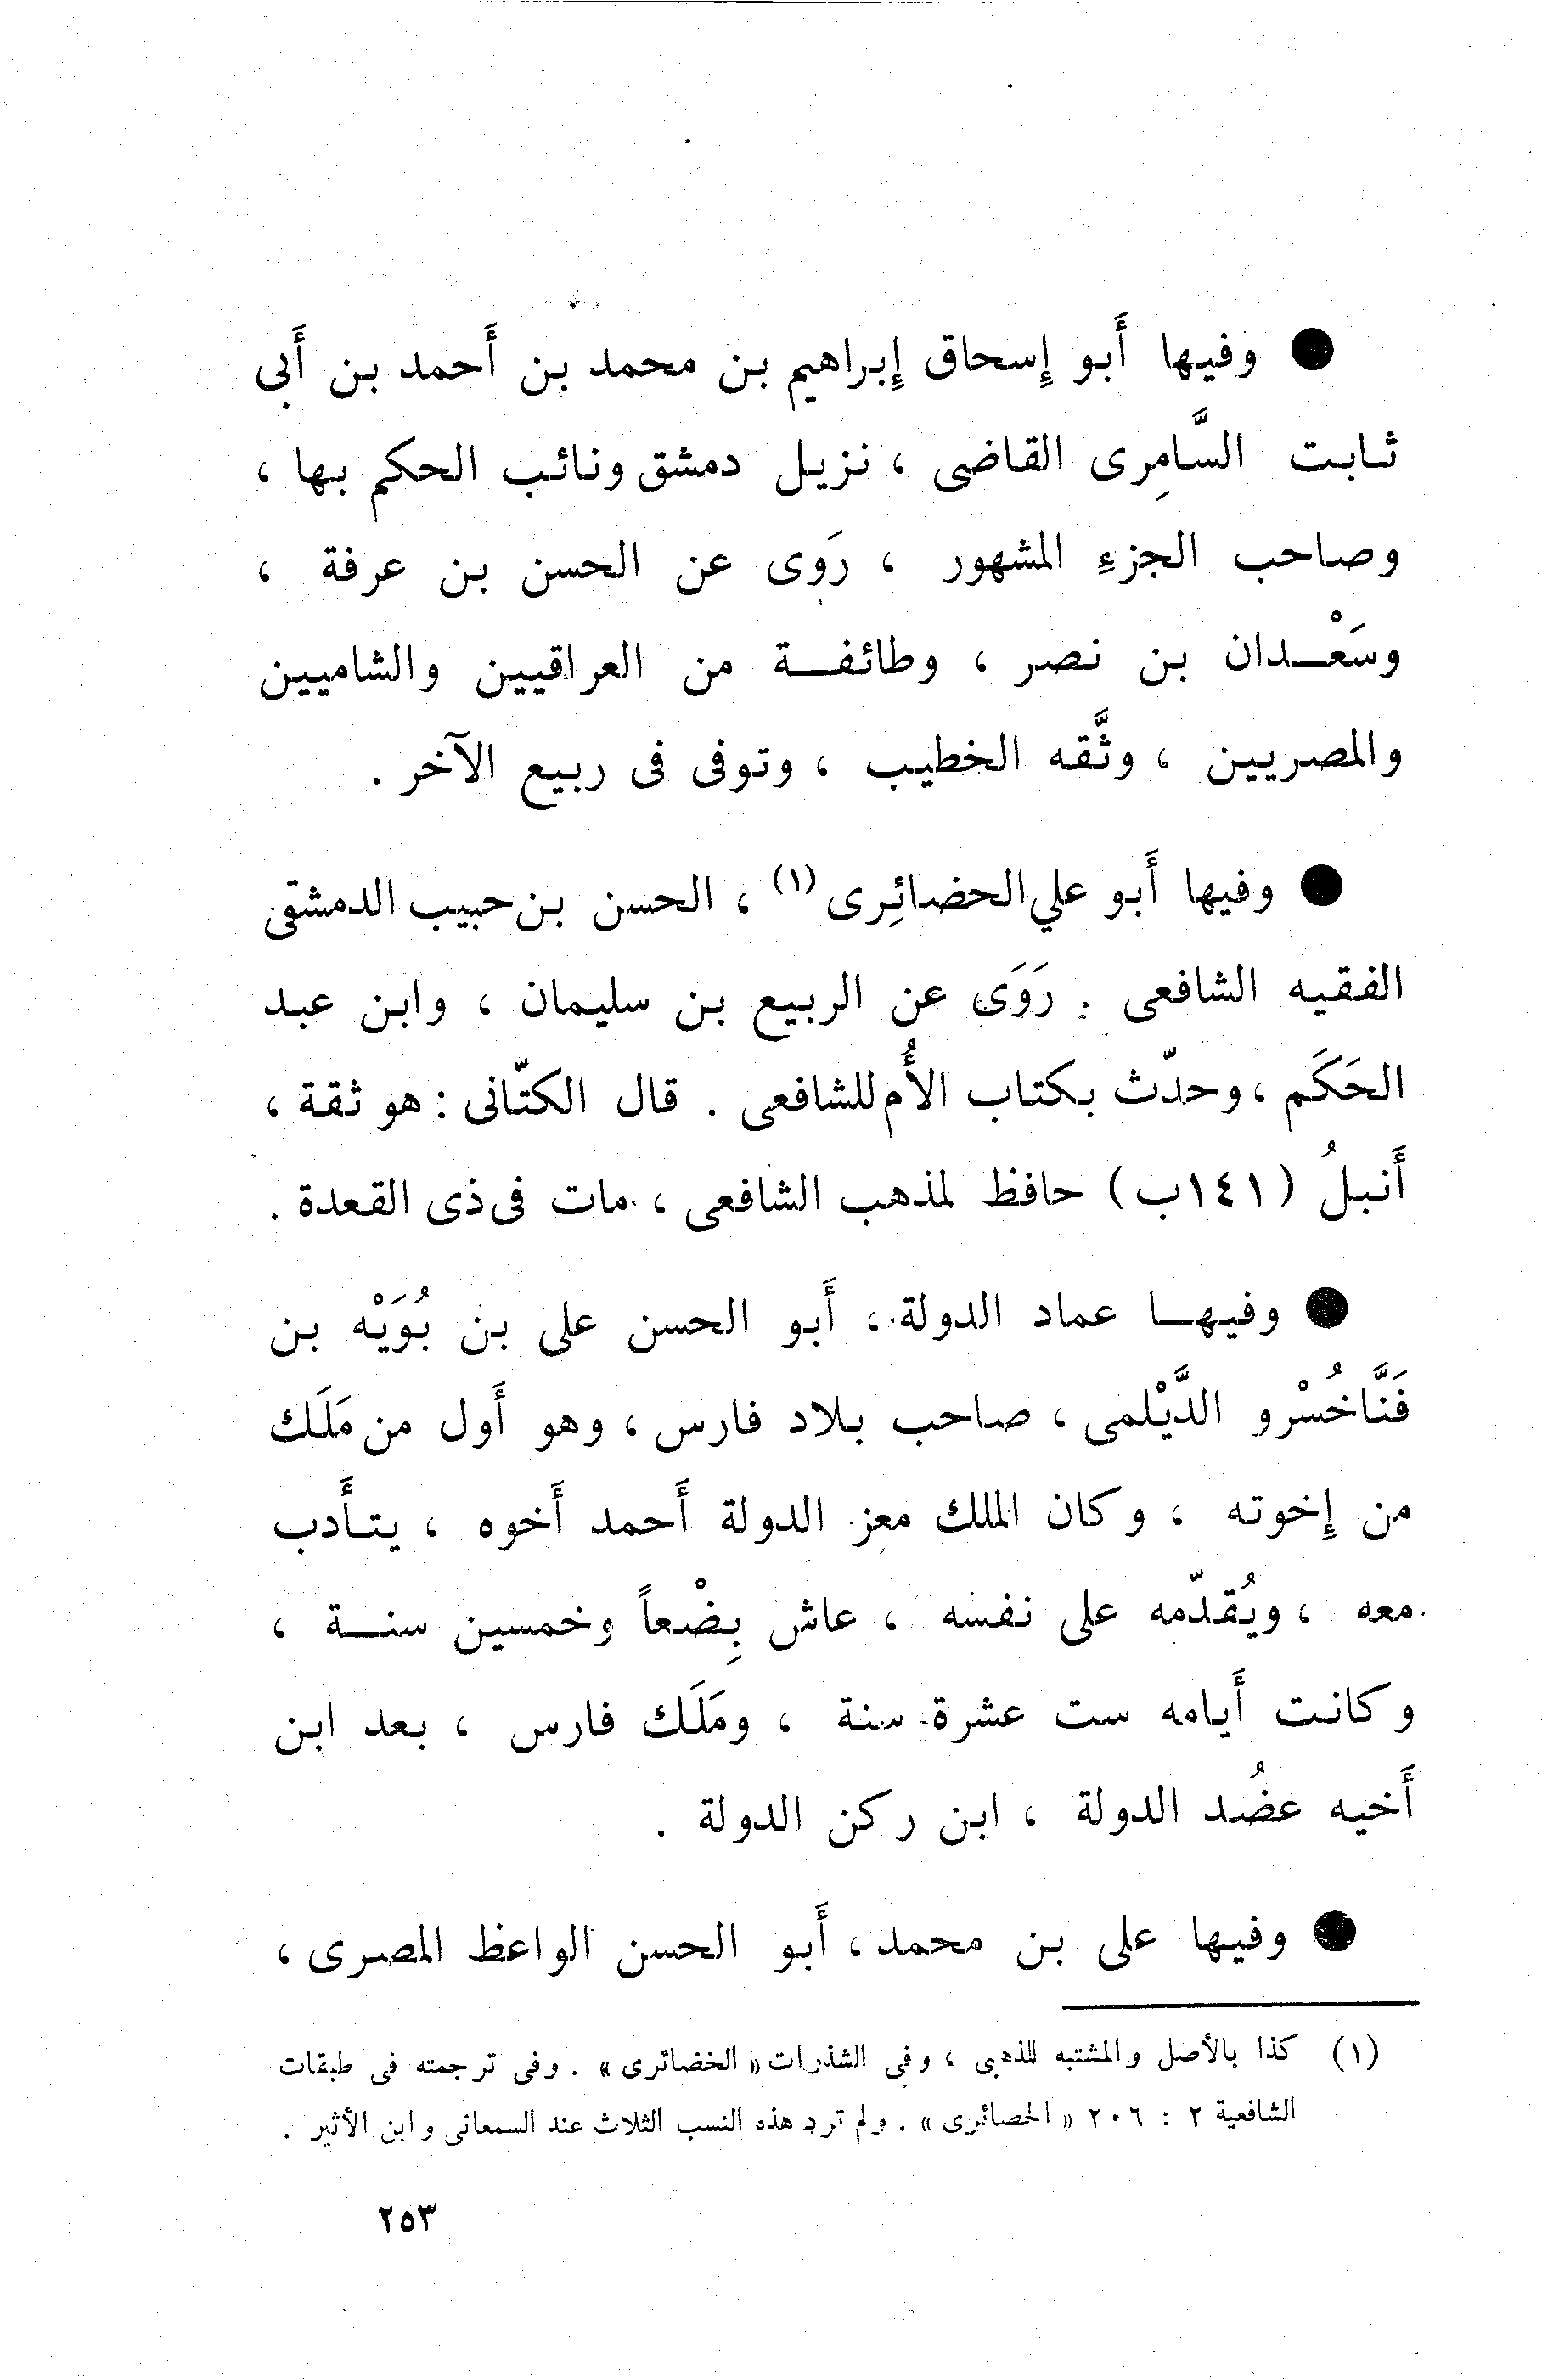 ● وفيها أَبو إِسحاق إِبراهيم بن محمد بن أَحمد بن أَبى
ثابت السَّامِرى القاضى ، نزيل دمشق ونائب الحكم بها ،
وصاحب الجزءِ المشهور ، رَوى عن الحسن بن عرفة ،
وسَعْـدان بن نصر ، وطائفـة من العراقيين والشاميين
والمصريين ، وثَّقه الخطيب ، وتوفى فى ربيع الآخر .
● وفيها أَبو علي الحضائِرى (١) ، الحسن بن حبيب الدمشقى
الفقيه الشافعى . رَوَى عن الربيع بن سليمان ، وابن عبد
الحَكَم ، وحدّث بكتاب الأُم للشافعى . قال الكتّانى : هو ثقة ،
أَنبلُ (١٤١ب) حافظ لمذهب الشافعى ، مات فى ذى القعدة .
● وفيهـا عماد الدولة ، أَبو الحسن على بن بُوَيْه بن
فَنَّاخُسْرو الدَّيْلمى ، صاحب بلاد فارس ، وهو أَول من مَلَك
من إِخوته ، وكان الملك معز الدولة أَحمد أَخوه ، يتأَدب
معه ، ويُقدّمه على نفسه ، عاش بِضْعاً وخمسين سنـة ،
وكانت أَيامه ست عشرة سنة ، ومَلَك فارس ، بعد ابن
أَخيه عضُد الدولة ، ابن ركن الدولة .
● وفيها على بن محمد ، أَبو الحسن الواعظ المصرى ،
(١) كذا بالأصل والمشتبه للذهبى ، وفى الشذرات « الخضائرى » . وفى ترجمته فى طبقات
الشافعية ٢ : ٢٠٦ « الحصائرى » . ولم ترد هذه النسب الثلاث عند السمعانى وابن الأثير .
٢٥٣